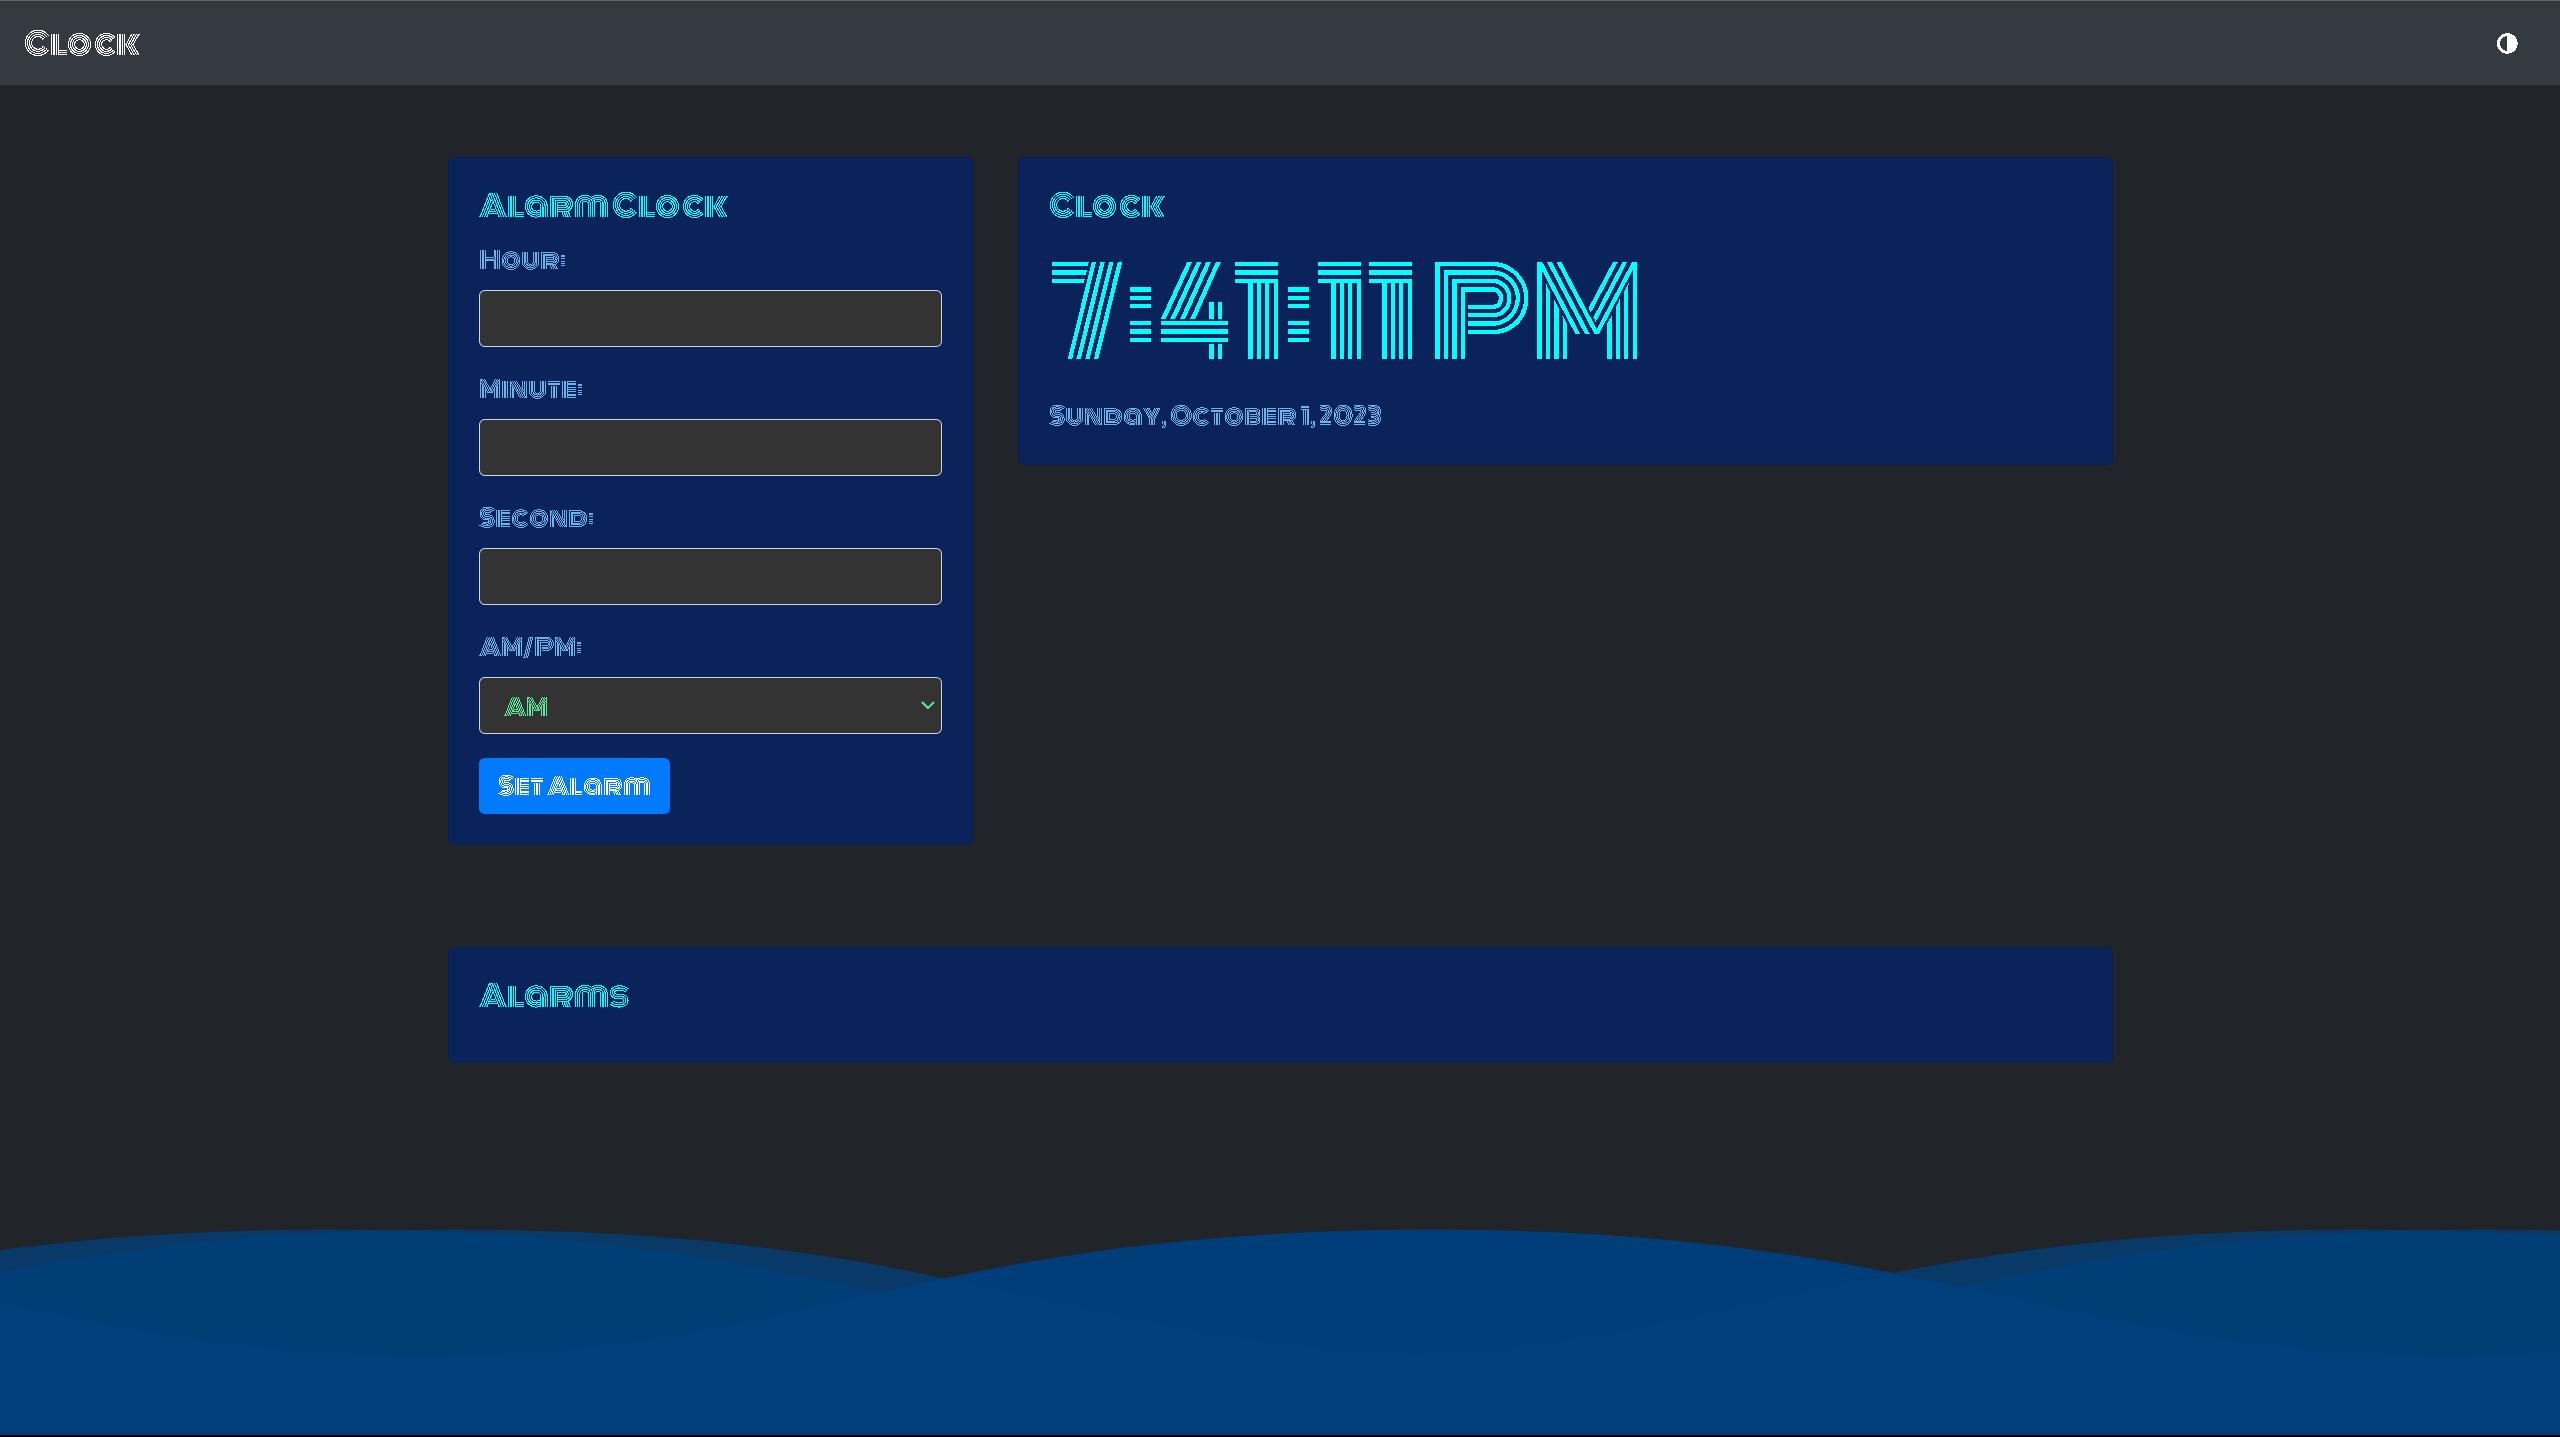 Clock
Alarm Clock
Hour:
Minute:
Second:
AM/PM:
AM
Set Alarm
Clock
7:41:11 PM
Sunday, October 1, 2023
Alarms